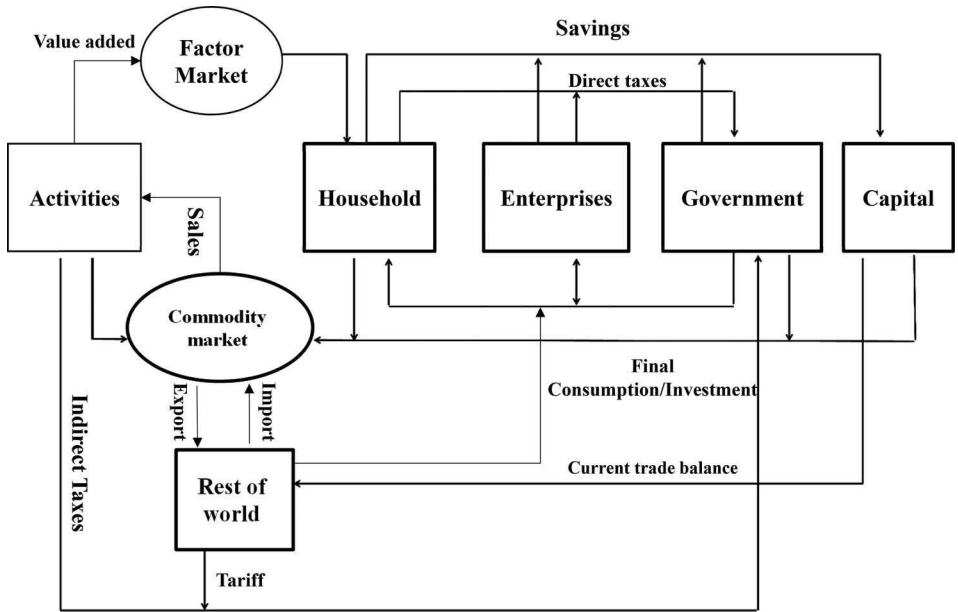 Savings
Value added
Factor
Market
Direct taxes
Activities
Household
Enterprises
Government
Capital
Sales
Commodity
market
Final
Consumption/Investment
Export
Import
Indirect Taxes
Current trade balance
Rest of
world
Tariff